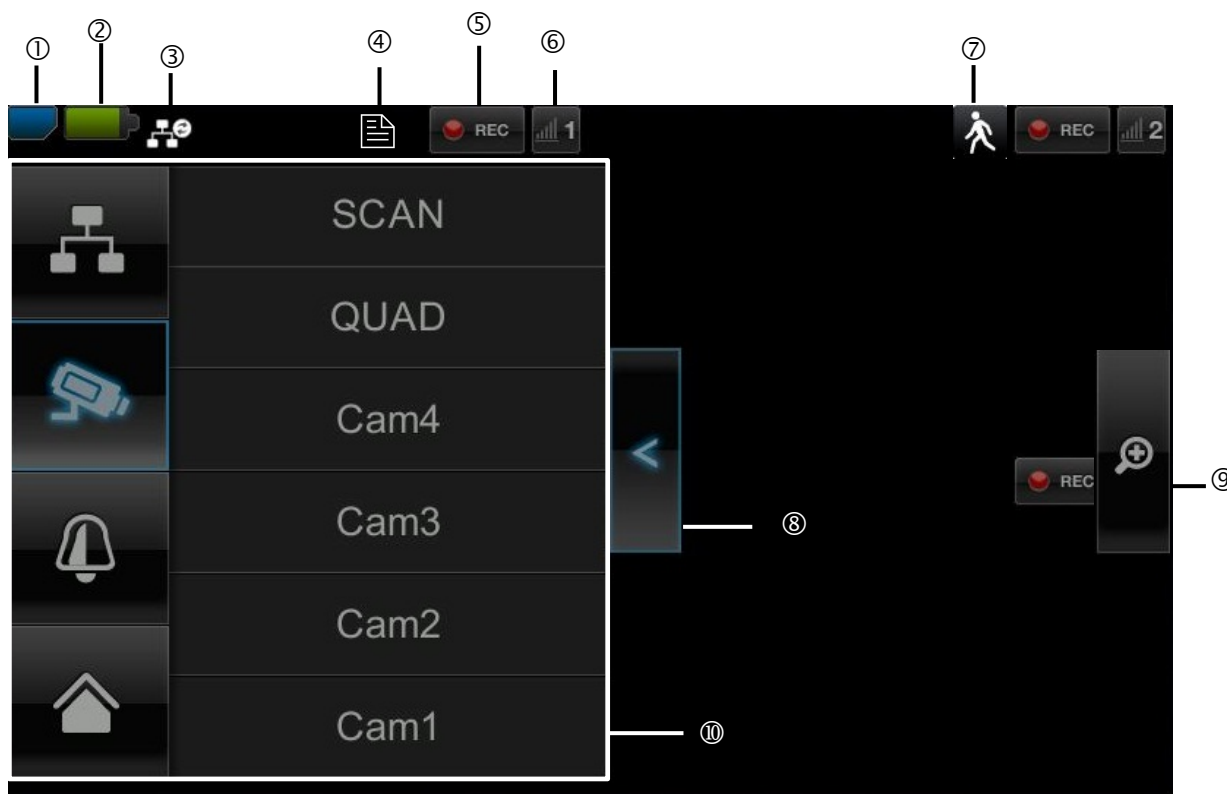 ① ② ③ ④ ⑤ ⑥ ⑦
REC 1 REC 2
SCAN
QUAD
Cam4
<
REC
⑨
Cam3
⑧
Cam2
Cam1
⑩